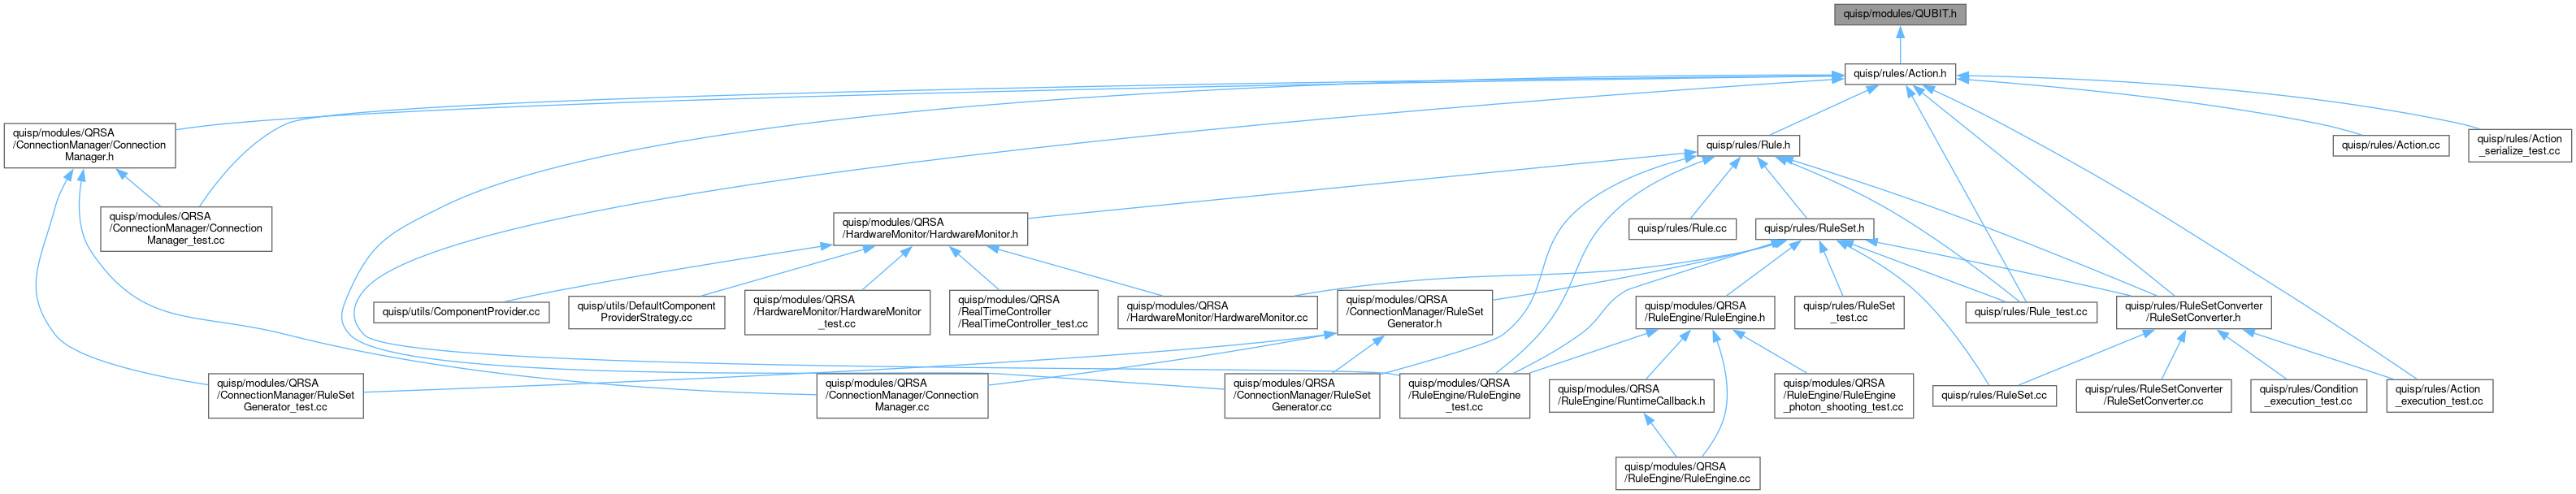 quisp/modules/QUBIT.h
quisp/rules/Action.h
quisp/modules/QRSA
/ConnectionManager/Connection
Manager.h
quisp/rules/Rule.h
quisp/rules/Action.cc
quisp/rules/Action
_serialize_test.cc
quisp/modules/QRSA
/ConnectionManager/Connection
Manager_test.cc
quisp/modules/QRSA
/HardwareMonitor/HardwareMonitor.h
quisp/rules/Rule.cc
quisp/rules/RuleSet.h
quisp/utils/ComponentProvider.cc
quisp/utils/DefaultComponent
ProviderStrategy.cc
quisp/modules/QRSA
/HardwareMonitor/HardwareMonitor
_test.cc
quisp/modules/QRSA
/RealTimeController
/RealTimeController_test.cc
quisp/modules/QRSA
/HardwareMonitor/HardwareMonitor.cc
quisp/modules/QRSA
/ConnectionManager/RuleSet
Generator.h
quisp/modules/QRSA
/RuleEngine/RuleEngine.h
quisp/rules/RuleSet
_test.cc
quisp/rules/Rule_test.cc
quisp/rules/RuleSetConverter
/RuleSetConverter.h
quisp/modules/QRSA
/ConnectionManager/RuleSet
Generator_test.cc
quisp/modules/QRSA
/ConnectionManager/Connection
Manager.cc
quisp/modules/QRSA
/ConnectionManager/RuleSet
Generator.cc
quisp/modules/QRSA
/RuleEngine/RuleEngine
_test.cc
quisp/modules/QRSA
/RuleEngine/RuntimeCallback.h
quisp/modules/QRSA
/RuleEngine/RuleEngine
_photon_shooting_test.cc
quisp/rules/RuleSet.cc
quisp/rules/RuleSetConverter
/RuleSetConverter.cc
quisp/rules/Condition
_execution_test.cc
quisp/rules/Action
_execution_test.cc
quisp/modules/QRSA
/RuleEngine/RuleEngine.cc